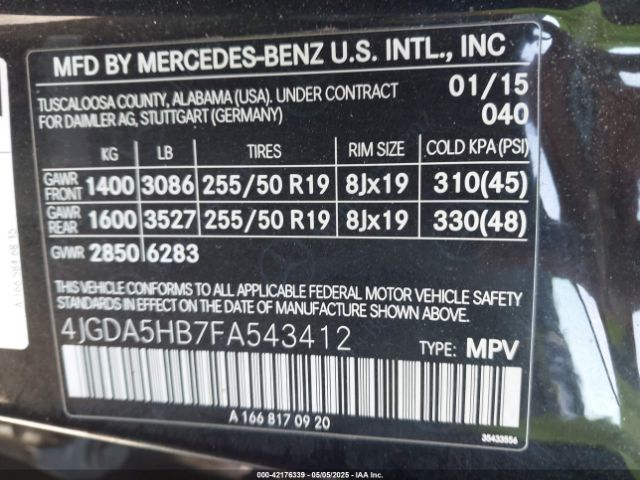 MFD BY MERCEDES-BENZ U.S. INTL., INC
TUSCALOOSA COUNTY, ALABAMA (USA). UNDER CONTRACT
FOR DAIMLER AG, STUTTGART (GERMANY)
01/15
040
KG LB TIRES RIM SIZE COLD KPA (PSI)
GAWR FRONT 1400 3086 255/50 R19 8Jx19 310(45)
GAWR REAR 1600 3527 255/50 R19 8Jx19 330(48)
GVWR 2850 6283
THIS VEHICLE CONFORMS TO ALL APPLICABLE FEDERAL MOTOR VEHICLE SAFETY
STANDARDS IN EFFECT ON THE DATE OF MANUFACTURE SHOWN ABOVE.
4JGDA5HB7FA543412 TYPE: MPV
A 166 817 09 20
35433556
000-42176339 - 05/05/2025 - IAA Inc.